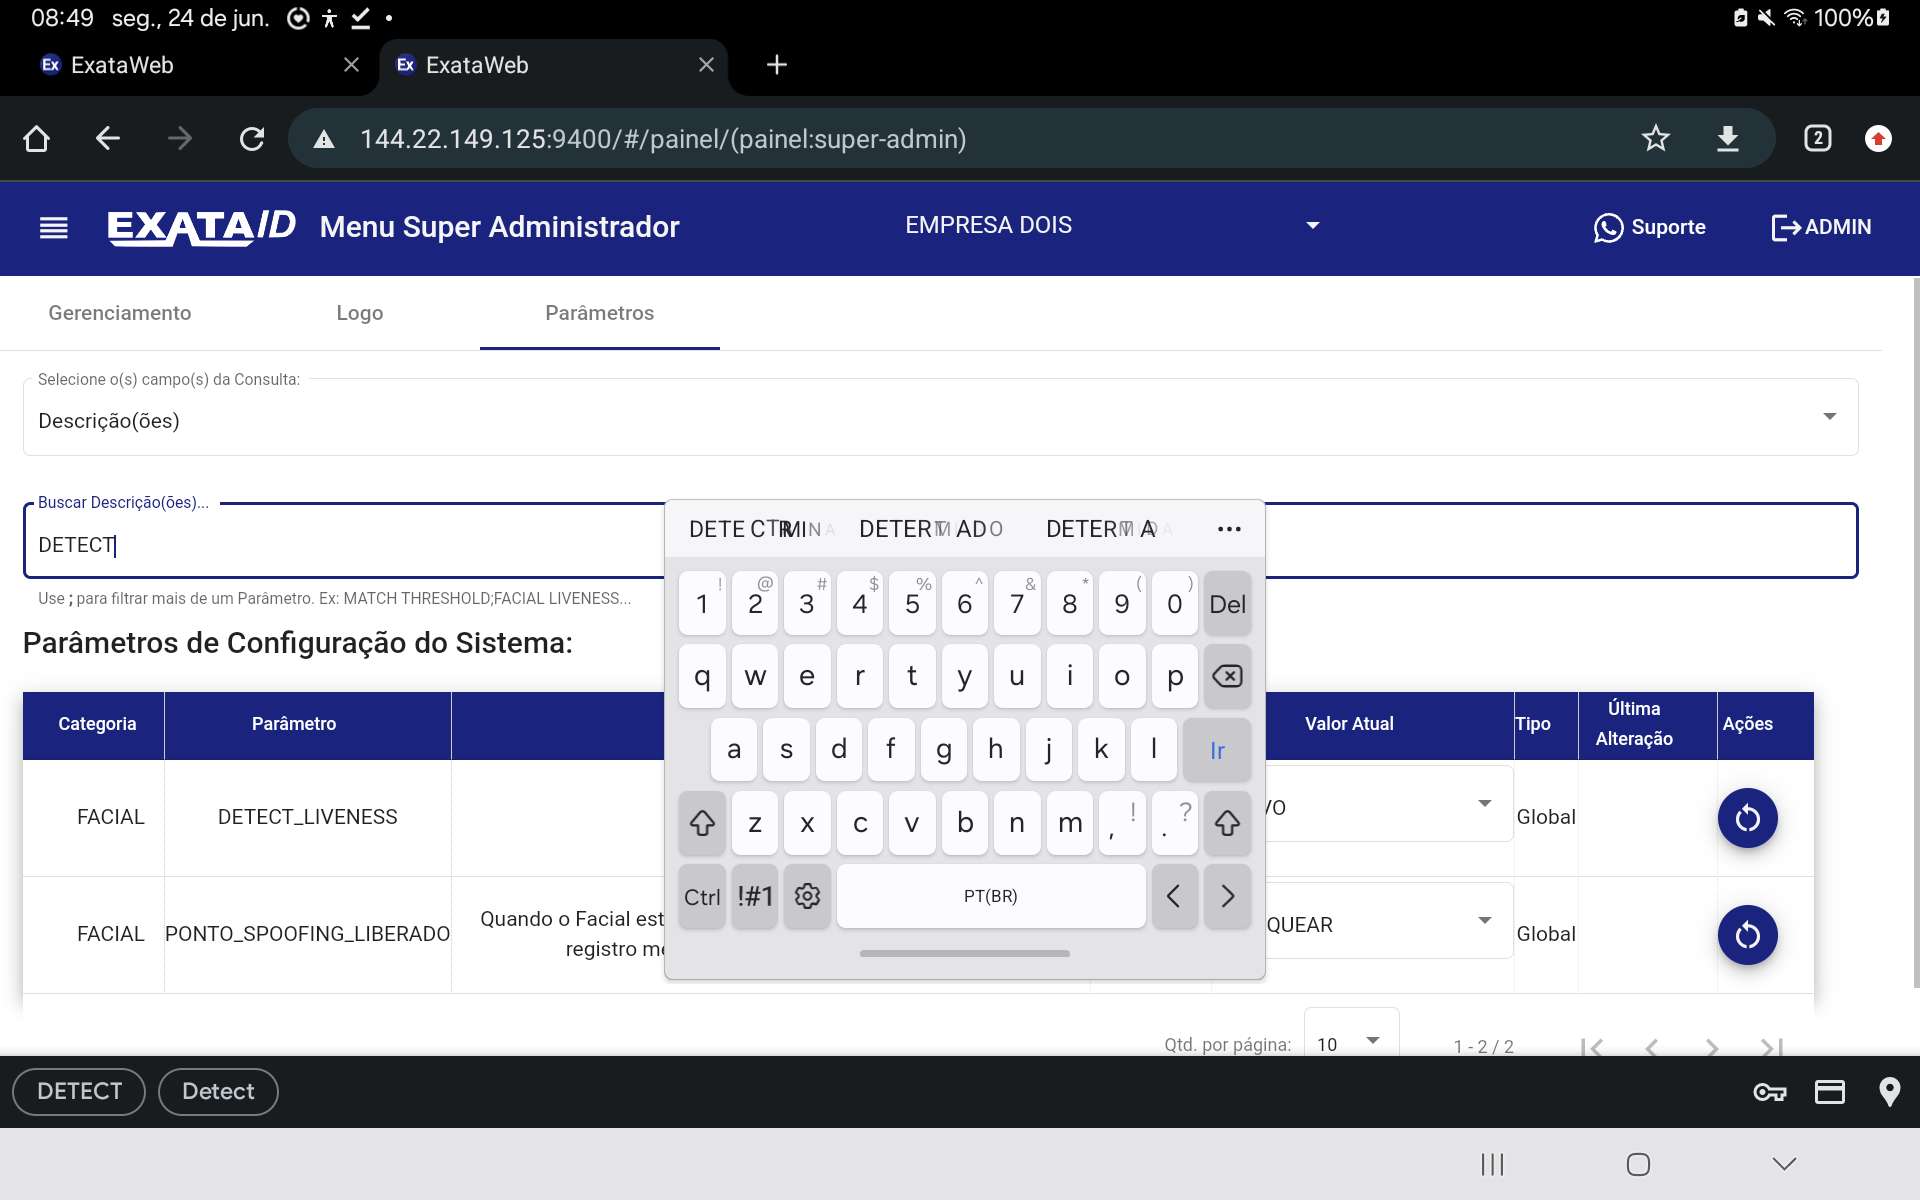 08:49 seg., 24 de jun. 100%
Ex ExataWeb
Ex ExataWeb
144.22.149.125:9400/#/painel/(painel:super-admin)
2
EXATA/ID Menu Super Administrador EMPRESA DOIS Suporte ADMIN
Gerenciamento Logo Parâmetros
Selecione o(s) campo(s) da Consulta:
Descrição(ões)
Buscar Descrição(ões)...
DETECT
Use ; para filtrar mais de um Parâmetro. Ex: MATCH THRESHOLD;FACIAL LIVENESS...
Parâmetros de Configuração do Sistema:
Categoria Parâmetro Valor Atual Tipo Última Alteração Ações
FACIAL DETECT_LIVENESS VO Global
FACIAL PONTO_SPOOFING_LIBERADO Quando o Facial est QUEAR Global
registro me
Qtd. por página: 10 1 - 2 / 2
! @ # $ % ^ & * ( )
1 2 3 4 5 6 7 8 9 0 Del
q w e r t y u i o p
a s d f g h j k l Ir
z x c v b n m , ! . ?
Ctrl !#1 PT(BR) < >
DETECT Detect